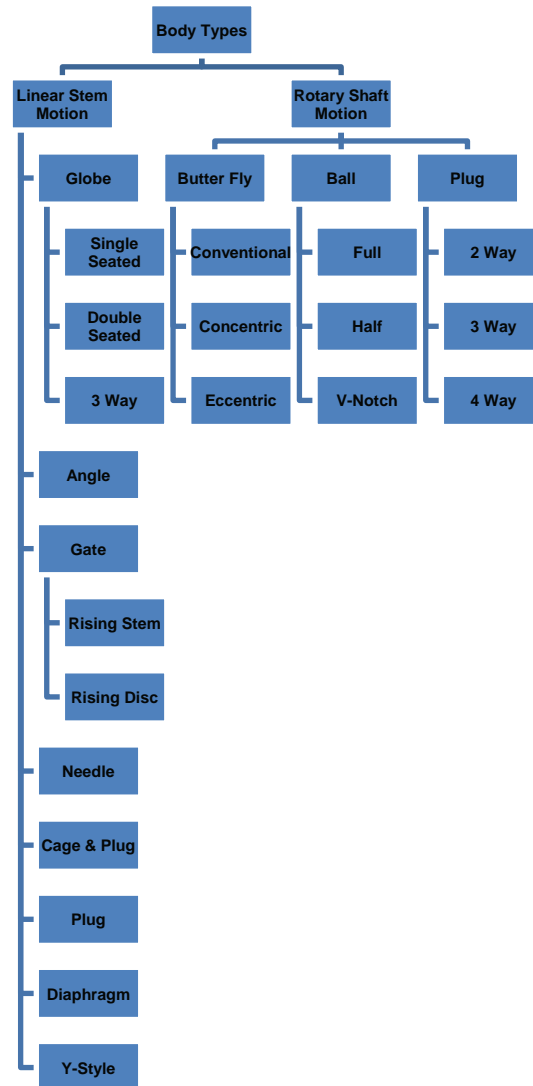 Body Types
Linear Stem
Motion
Rotary Shaft
Motion
Globe
Butter Fly
Ball
Plug
Single
Seated
Conventional
Full
2 Way
Double
Seated
Concentric
Half
3 Way
3 Way
Eccentric
V-Notch
4 Way
Angle
Gate
Rising Stem
Rising Disc
Needle
Cage & Plug
Plug
Diaphragm
Y-Style